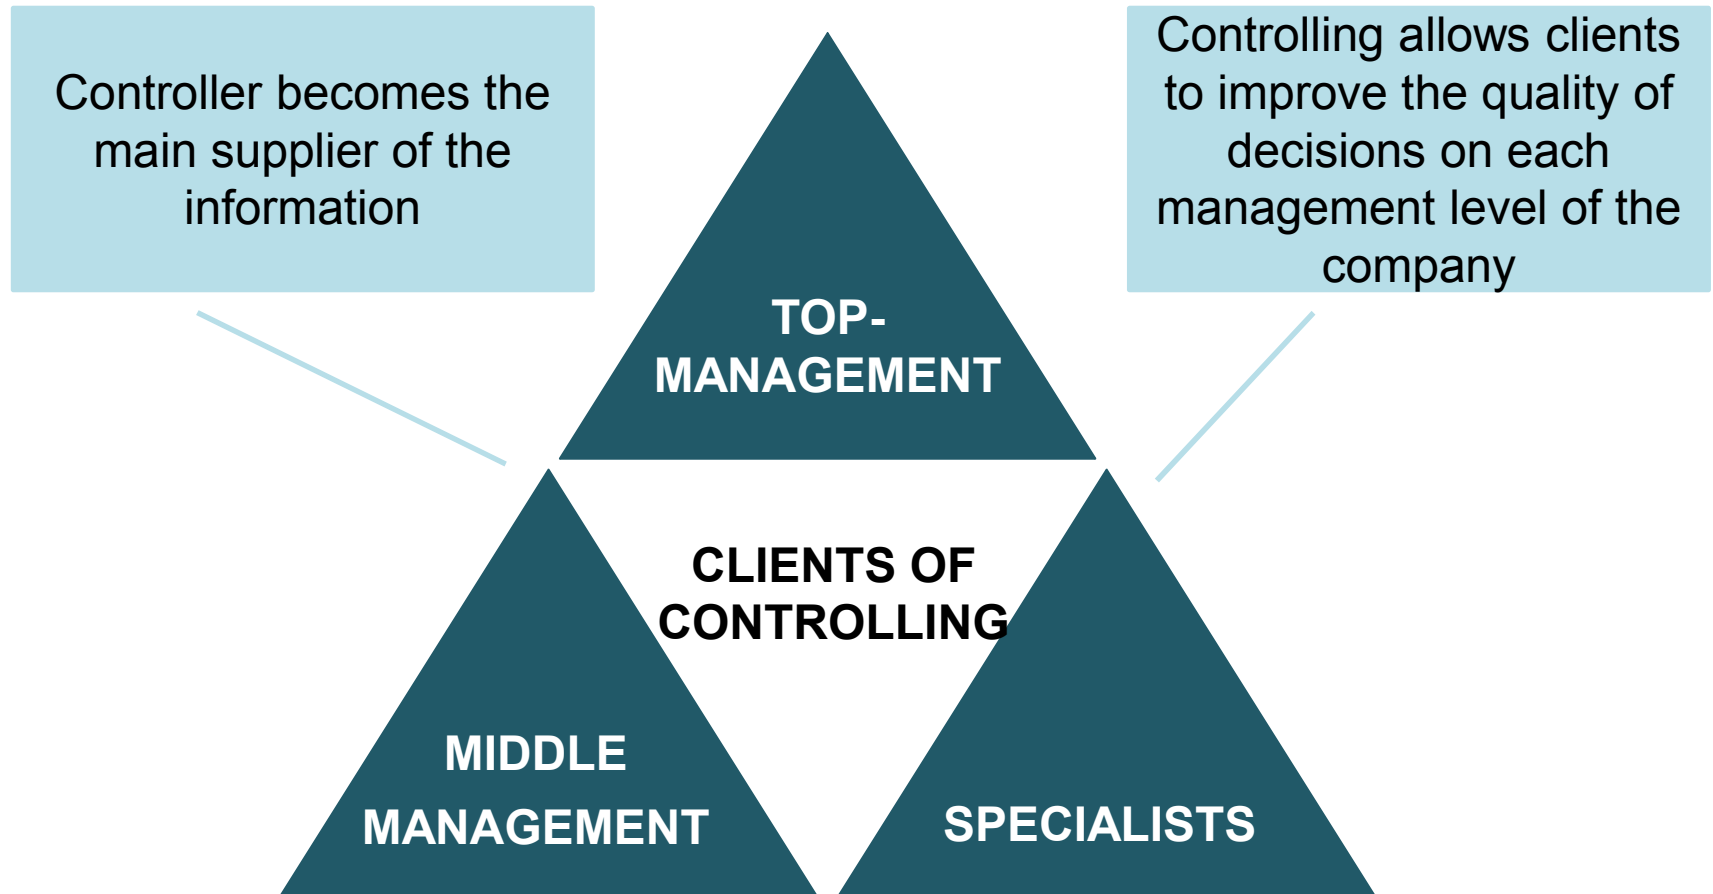 Controller becomes the
main supplier of the
information
Controlling allows clients
to improve the quality of
decisions on each
management level of the
company
TOP-
MANAGEMENT
CLIENTS OF
CONTROLLING
MIDDLE
MANAGEMENT
SPECIALISTS